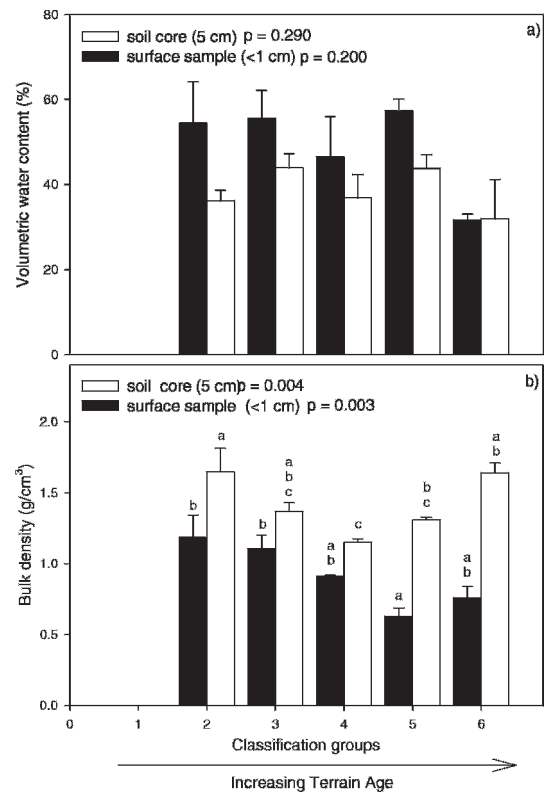 80
60
40
20
0
Volumetric water content (%)
soil core (5 cm) p = 0.290
surface sample (<1 cm) p = 0.200
a)
soil core (5 cm)p = 0.004
surface sample (<1 cm) p = 0.003
b)
2.0
1.5
1.0
0.5
0.0
Bulk density (g/cm³)
b
a
b
a
b
c
a
b
c
a
b
c
a
b
a
b
0 1 2 3 4 5 6
Classification groups
Increasing Terrain Age